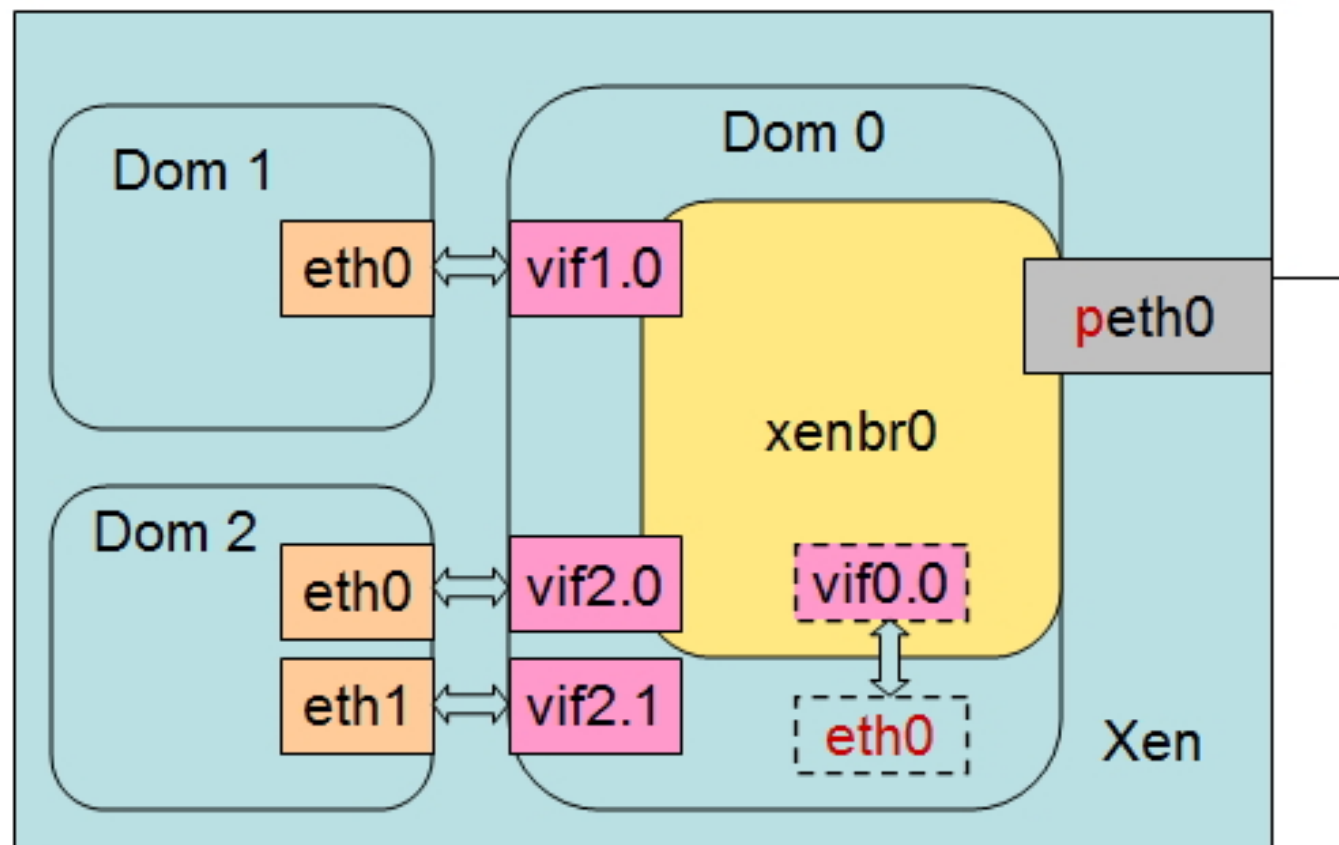 Dom 0
Dom 1
eth0
vif1.0
peth0
xenbr0
Dom 2
eth0
vif2.0
vif0.0
eth1
vif2.1
eth0
Xen